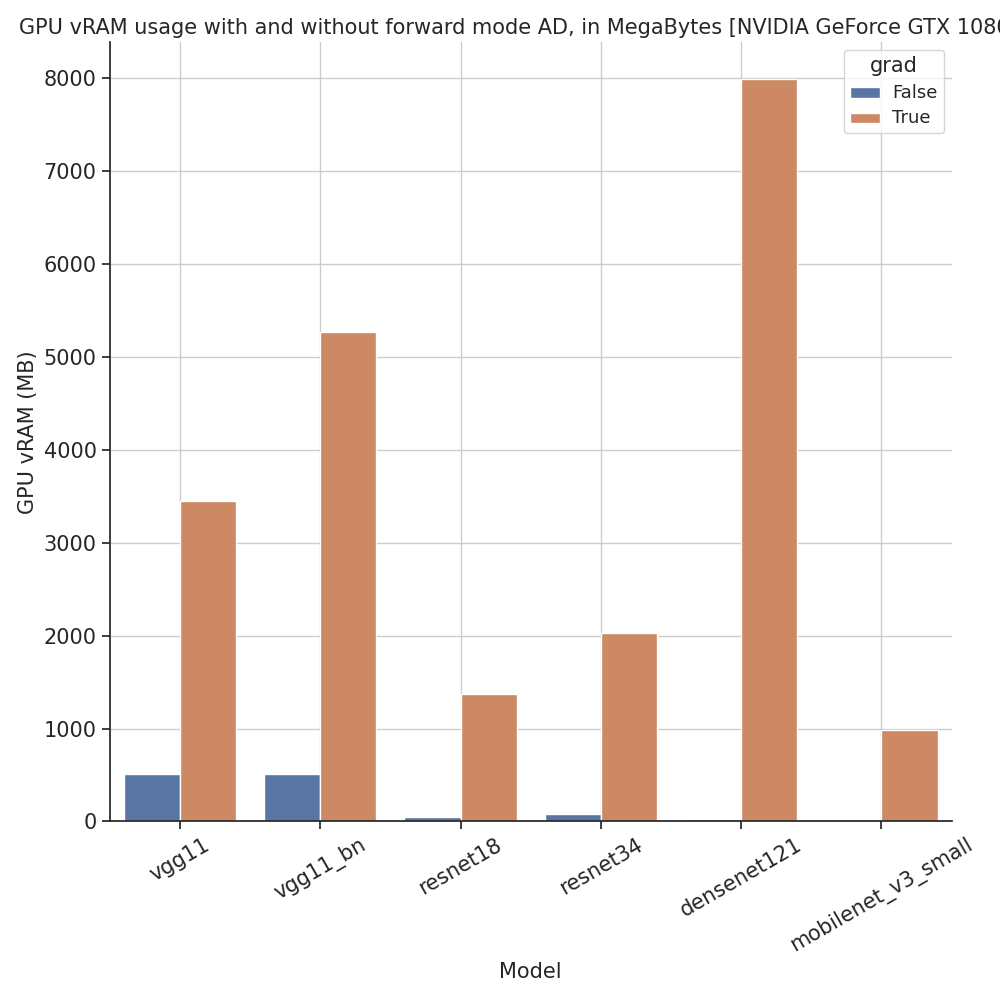 GPU vRAM usage with and without forward mode AD, in MegaBytes [NVIDIA GeForce GTX 108
grad
False
True
8000
7000
6000
5000
4000
3000
2000
1000
0
GPU vRAM (MB)
vgg11
vgg11_bn
resnet18
resnet34
densenet121
mobilenet_v3_small
Model